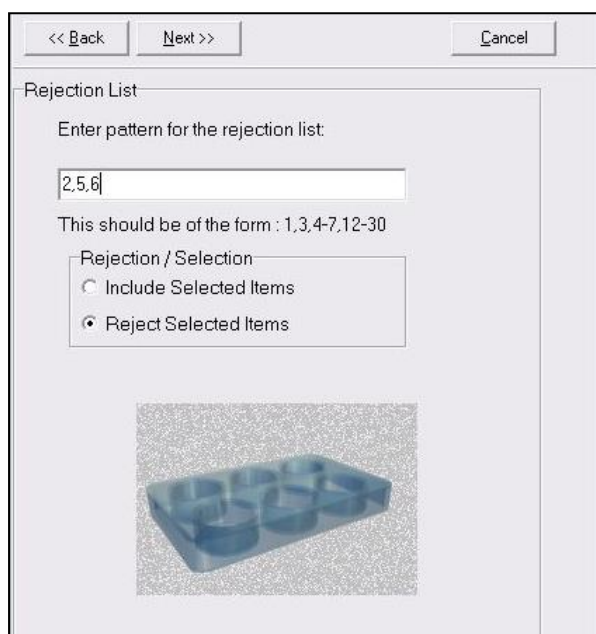 << Back Next >> Cancel
Rejection List
Enter pattern for the rejection list:
2,5,6
This should be of the form : 1,3,4-7,12-30
Rejection / Selection
Include Selected Items
Reject Selected Items